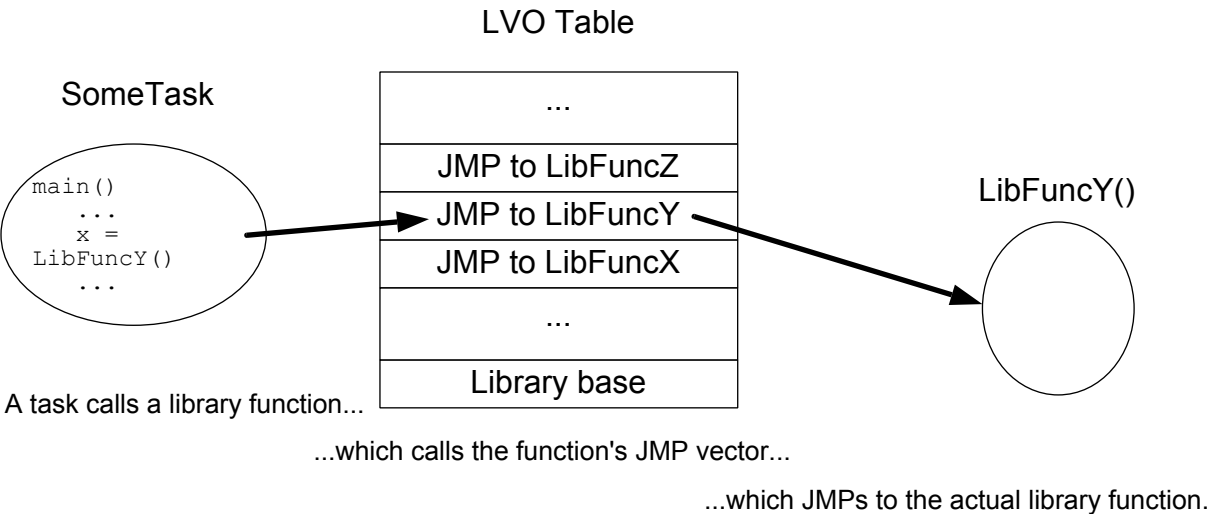 LVO Table
SomeTask
...
main()
...
x =
LibFuncY()
...
JMP to LibFuncZ
JMP to LibFuncY
JMP to LibFuncX
...
Library base
LibFuncY()
A task calls a library function...
...which calls the function's JMP vector...
...which JMPs to the actual library function.